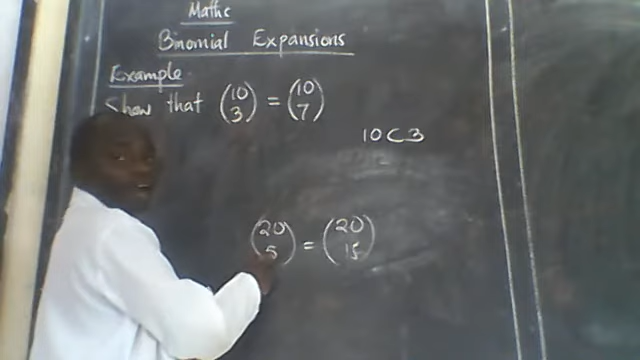 Maths
Binomial Expansions
Example
Show that (10 3) = (10 7)
10C3
(20 5) = (20 15)